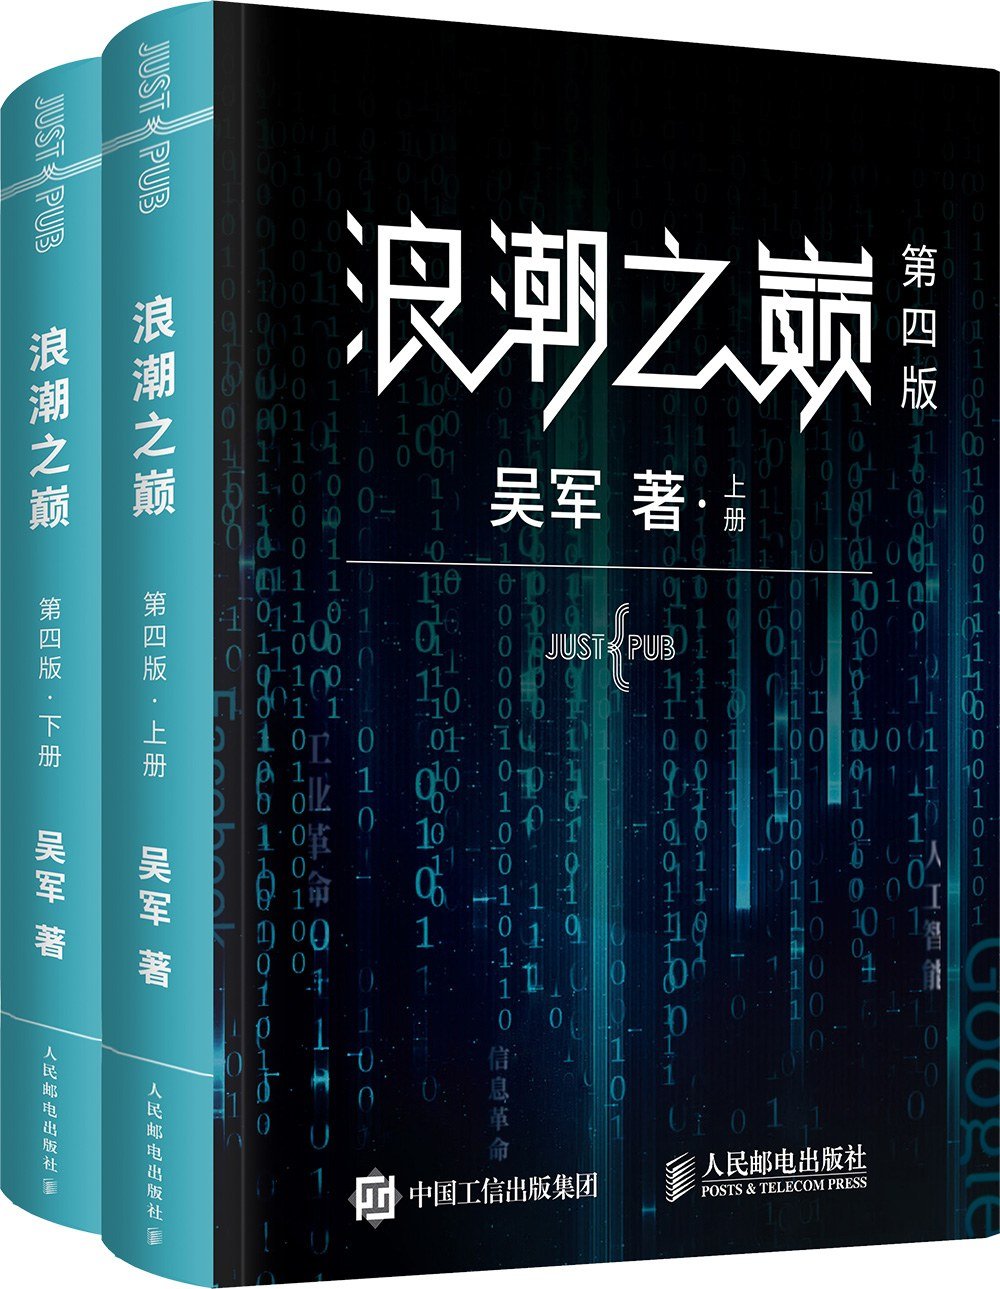 JUST PUB
浪潮之巅
第四版·下册
吴军 著
人民邮电出版社
JUST PUB
浪潮之巅
第四版·上册
吴军 著
人民邮电出版社
浪潮之巅
第四版
吴军 著·上册
JUST PUB
Facebook
工业革命
人工智能
信息革命
Google
中国工信出版集团
人民邮电出版社
POSTS & TELECOM PRESS